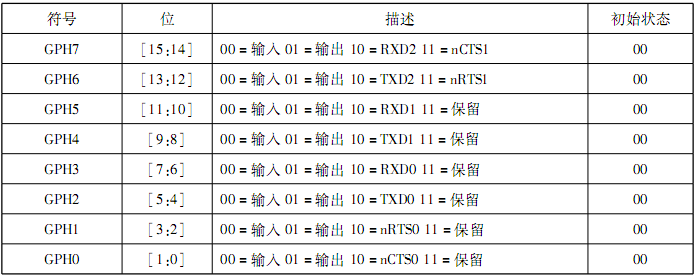 符号 位 描述 初始状态
GPH7 [15:14] 00=输入 01=输出 10=RXD2 11=nCTS1 00
GPH6 [13:12] 00=输入 01=输出 10=TXD2 11=nRTS1 00
GPH5 [11:10] 00=输入 01=输出 10=RXD1 11=保留 00
GPH4 [9:8] 00=输入 01=输出 10=TXD1 11=保留 00
GPH3 [7:6] 00=输入 01=输出 10=RXD0 11=保留 00
GPH2 [5:4] 00=输入 01=输出 10=TXD0 11=保留 00
GPH1 [3:2] 00=输入 01=输出 10=nRTS0 11=保留 00
GPH0 [1:0] 00=输入 01=输出 10=nCTS0 11=保留 00